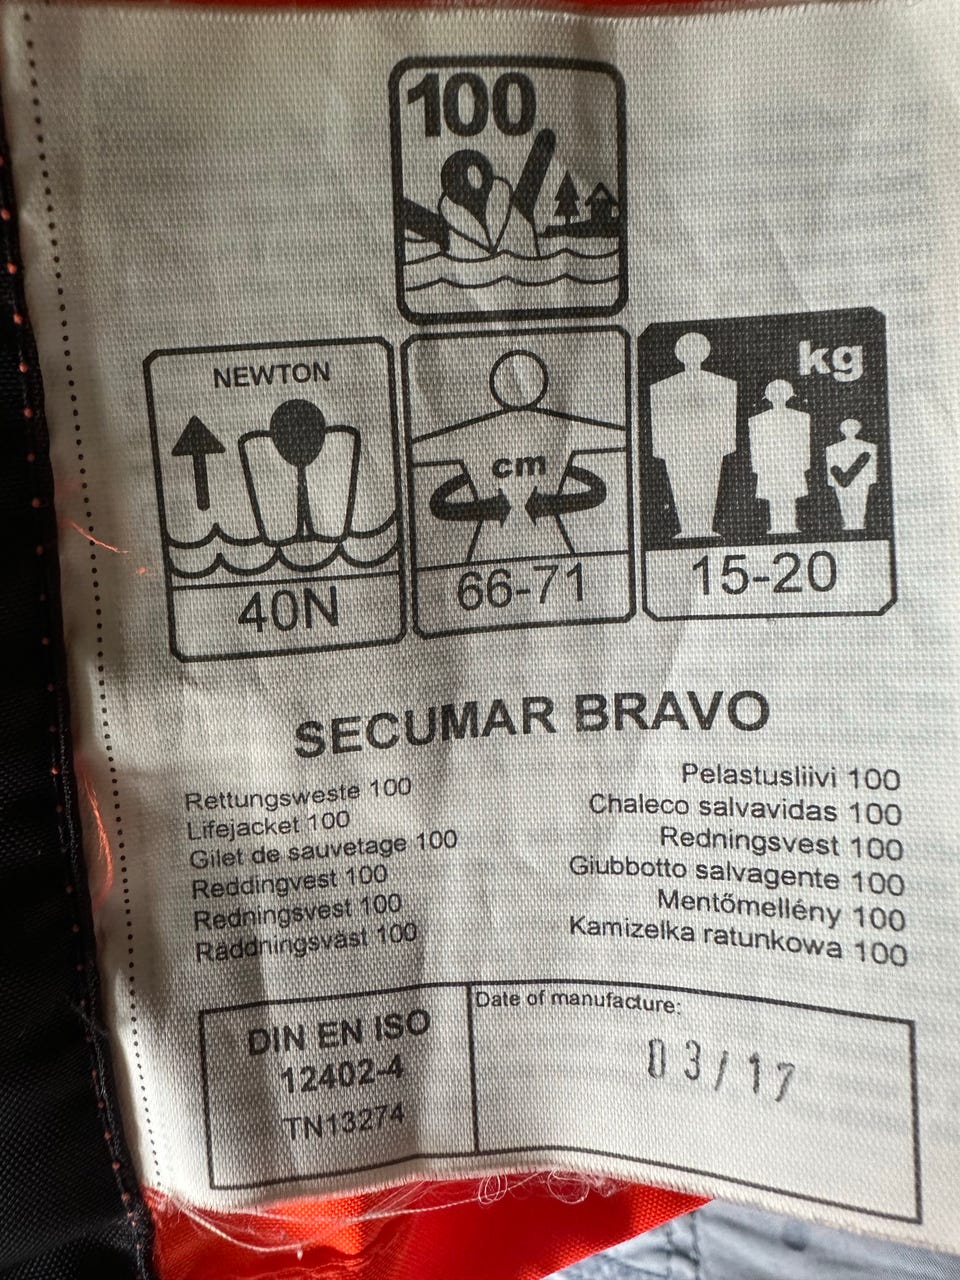 100
NEWTON
40N
cm
66-71
kg
15-20
SECUMAR BRAVO
Rettungsweste 100
Lifejacket 100
Gilet de sauvetage 100
Reddingvest 100
Redningsvest 100
Räddningsväst 100
Pelastusliivi 100
Chaleco salvavidas 100
Redningsvest 100
Giubbotto salvagente 100
Mentőmellény 100
Kamizelka ratunkowa 100
DIN EN ISO
12402-4
TN13274
Date of manufacture:
03/17